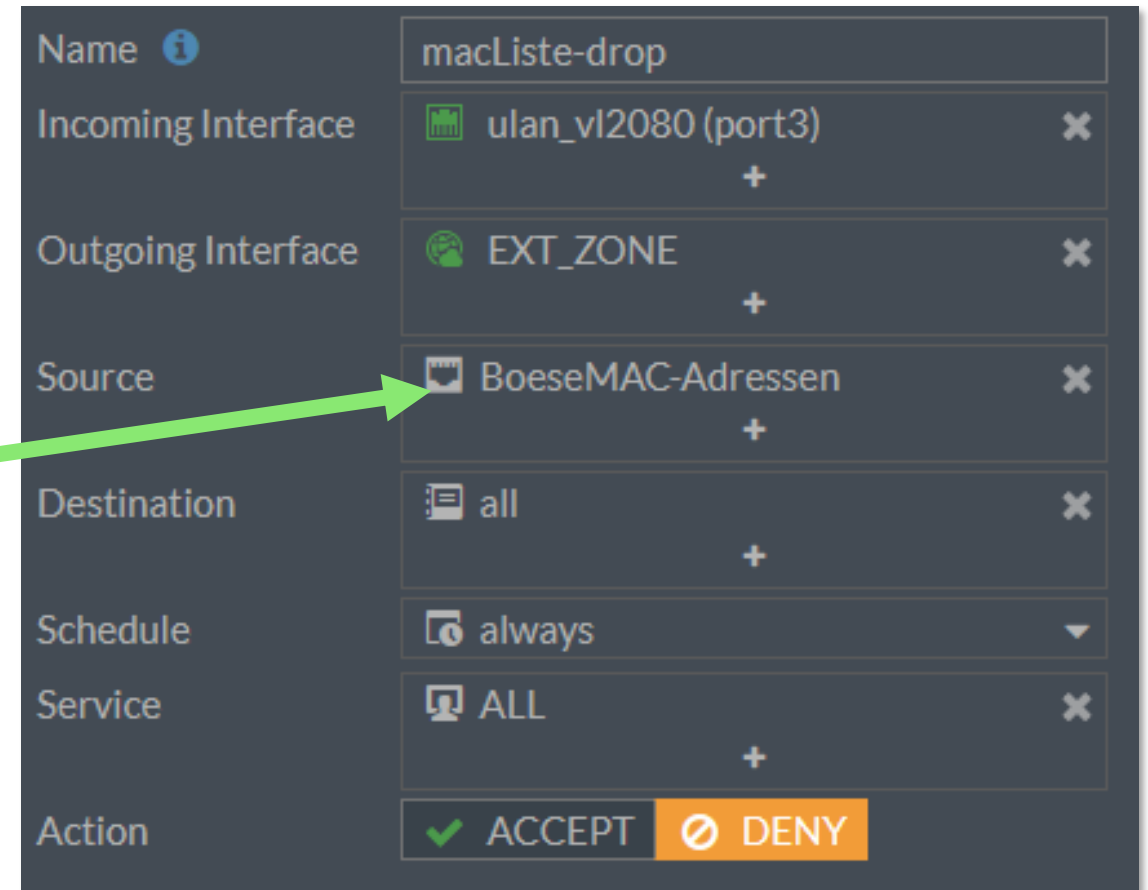 Name macListe-drop
Incoming Interface ulan_vl2080 (port3)
Outgoing Interface EXT_ZONE
Source BoeseMAC-Adressen
Destination all
Schedule always
Service ALL
Action ACCEPT DENY